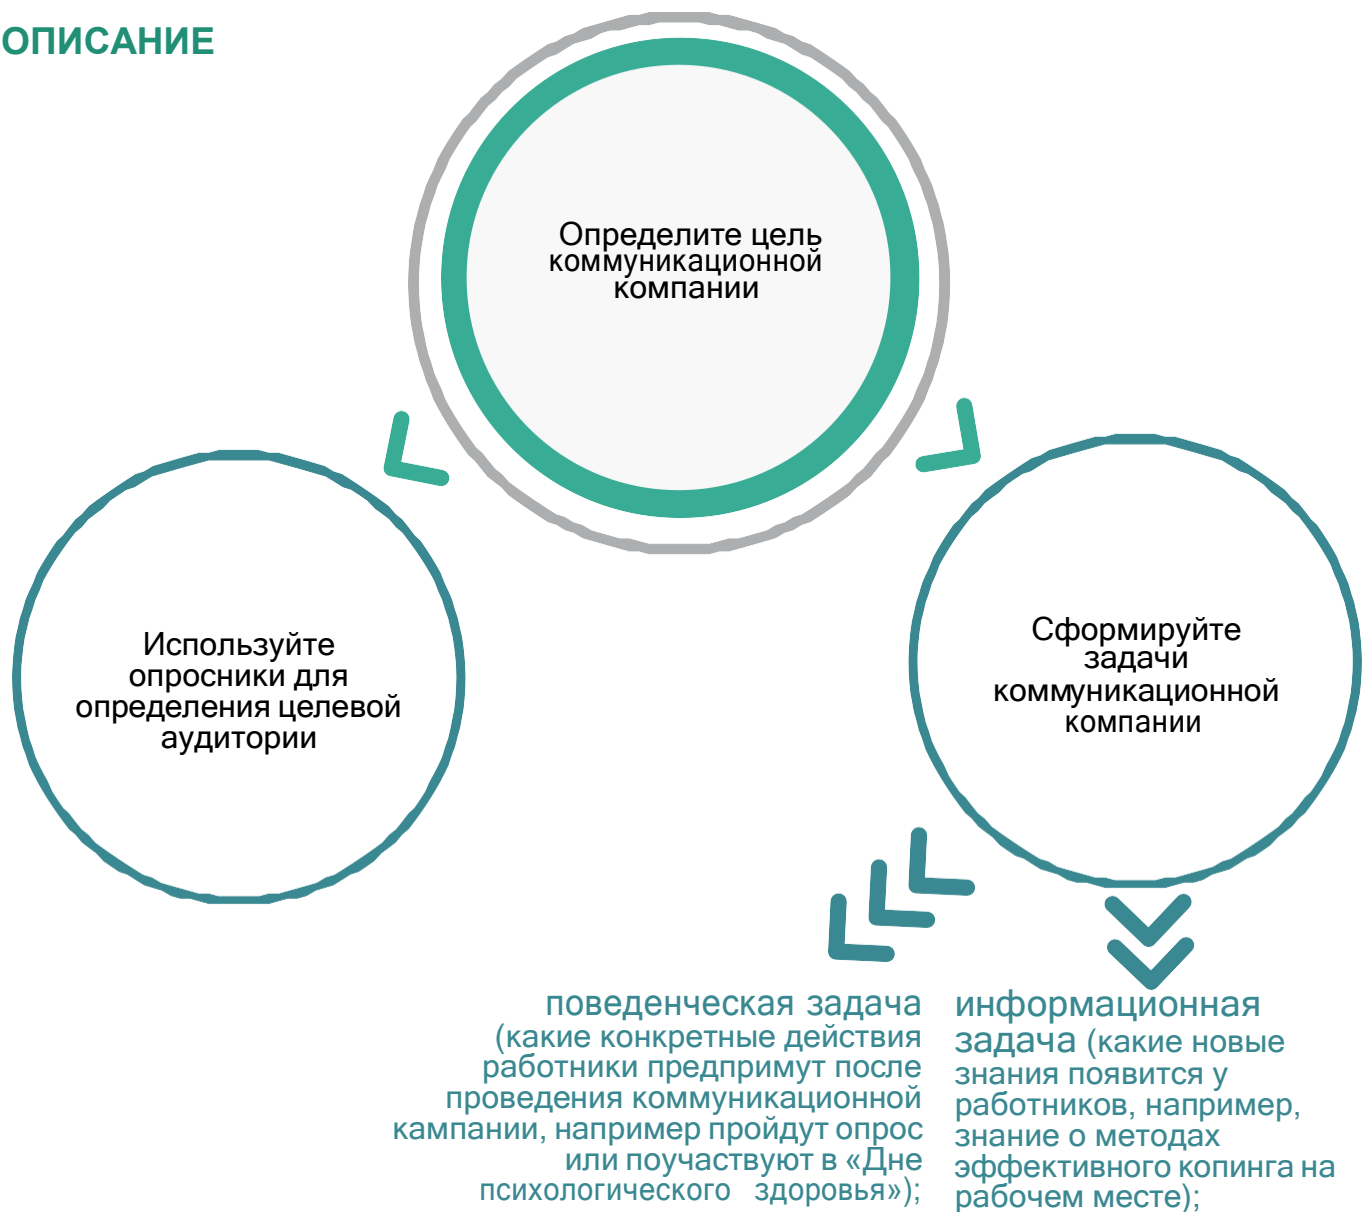 ОПИСАНИЕ
Определите цель
коммуникационной
компании
Используйте
опросники для
определения целевой
аудитории
Сформируйте
задачи
коммуникационной
компании
поведенческая задача
(какие конкретные действия
работники предпримут после
проведения коммуникационной
кампании, например пройдут опрос
или поучаствуют в «Дне
психологического здоровья»);
информационная
задача (какие новые
знания появится у
работников, например,
знание о методах
эффективного копинга на
рабочем месте);